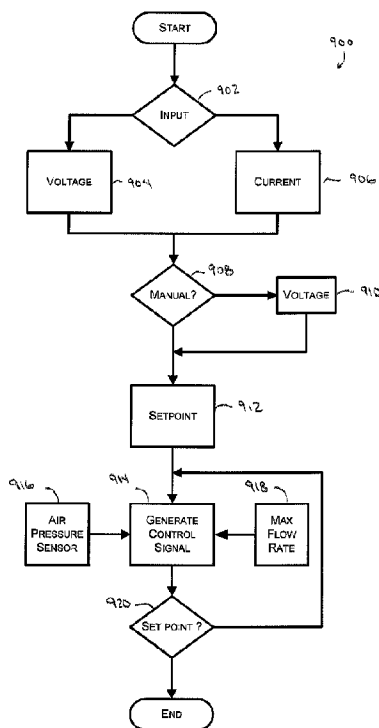 START
900
902
INPUT
VOLTAGE
904
CURRENT
906
908
MANUAL?
VOLTAGE
910
SETPOINT
912
916
914
918
AIR
PRESSURE
SENSOR
GENERATE
CONTROL
SIGNAL
MAX
FLOW
RATE
920
SET POINT ?
END